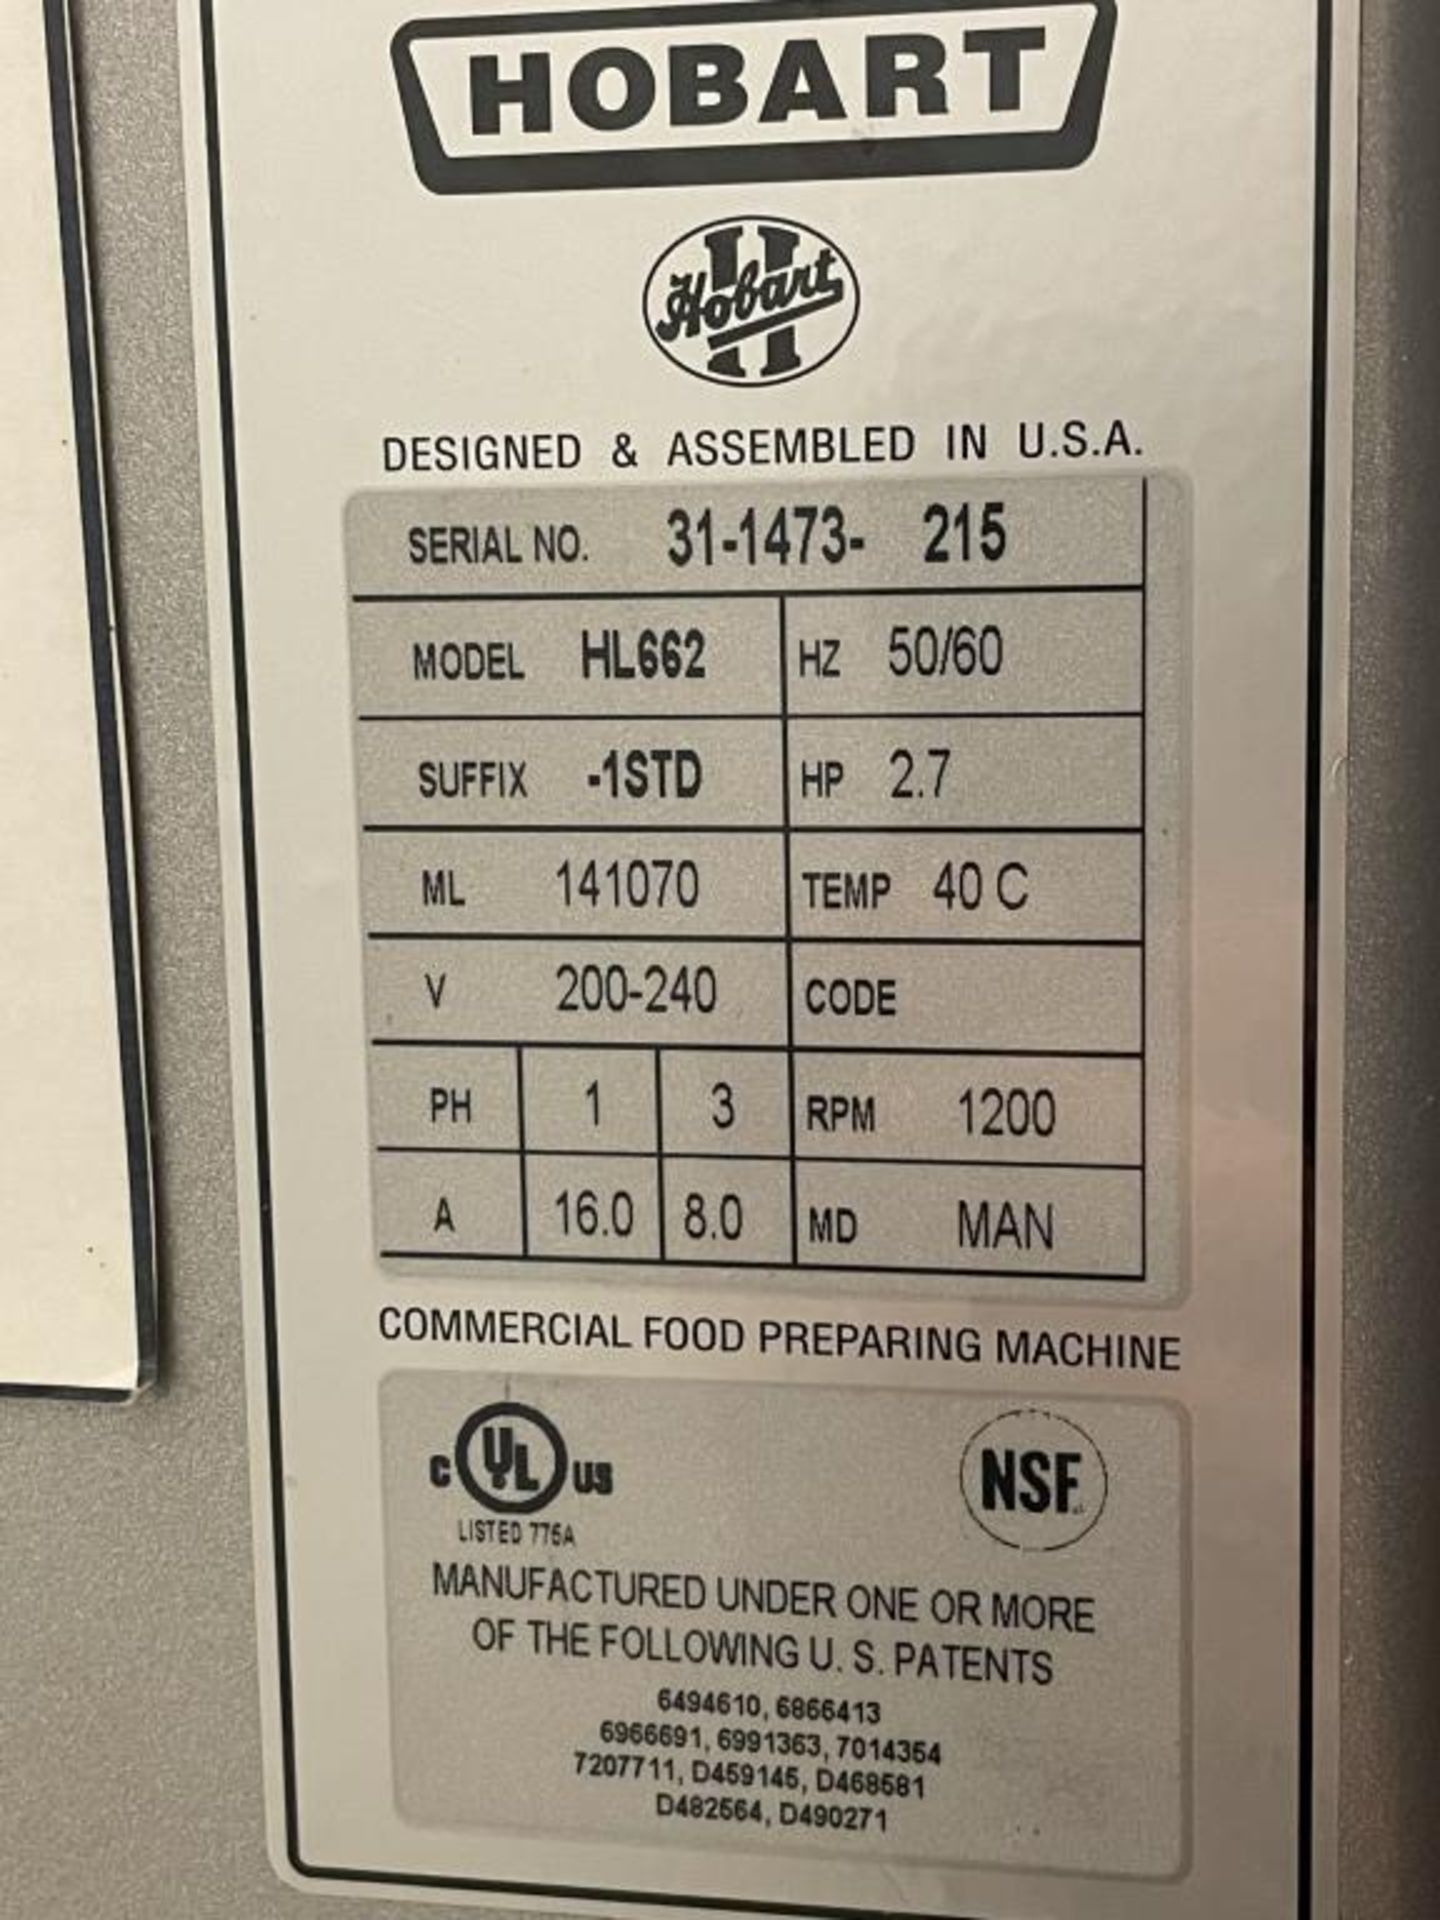 HOBART
Hobart
DESIGNED & ASSEMBLED IN U.S.A.
SERIAL NO. 31-1473- 215
MODEL HL662 HZ 50/60
SUFFIX -1STD HP 2.7
ML 141070 TEMP 40 C
V 200-240 CODE
PH 1 3 RPM 1200
A 16.0 8.0 MD MAN
COMMERCIAL FOOD PREPARING MACHINE
C UL US NSF
LISTED 776A
MANUFACTURED UNDER ONE OR MORE
OF THE FOLLOWING U. S. PATENTS
6494610, 6866413
6966691, 6991363, 7014354
7207711, D459145, D468581
D482564, D490271